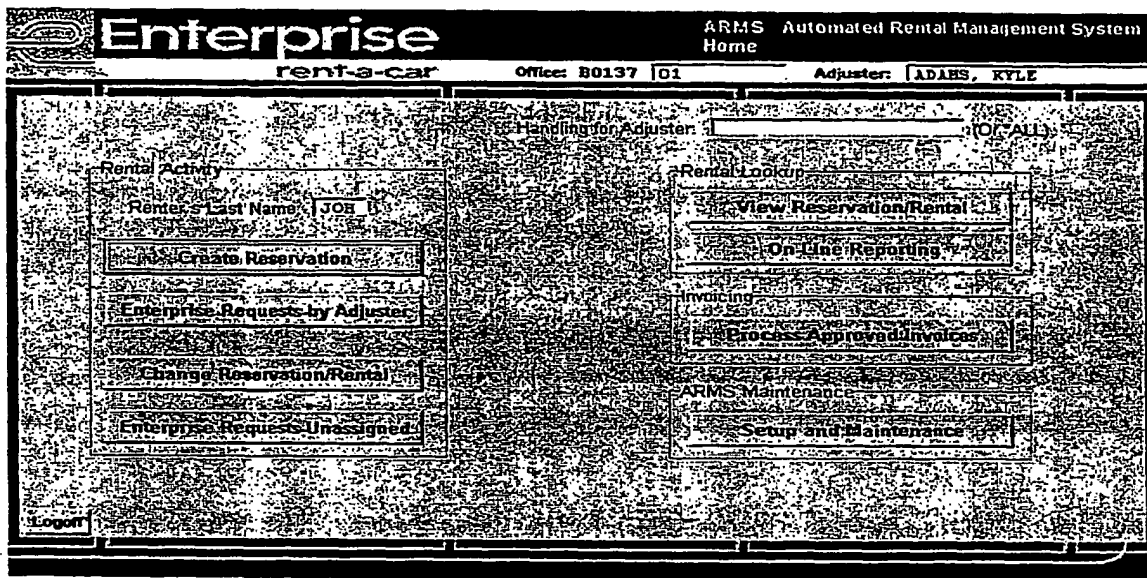 Enterprise
rent-a-car
ARMS Automated Rental Management System
Home
Office: B0137 01 Adjuster: ADAMS, KYLE
Handling for Adjuster: (Or *ALL)
Rental Activity
Renter's Last Name
Create Reservation
Enterprise Requests by Adjuster
Change Reservation/Rental
Enterprise Requests Unassigned
Rental Lookup
View Reservation/Rental
On-Line Reporting
Invoicing
Process Approved Invoices
ARMS Maintenance
Setup and Maintenance
Logoff